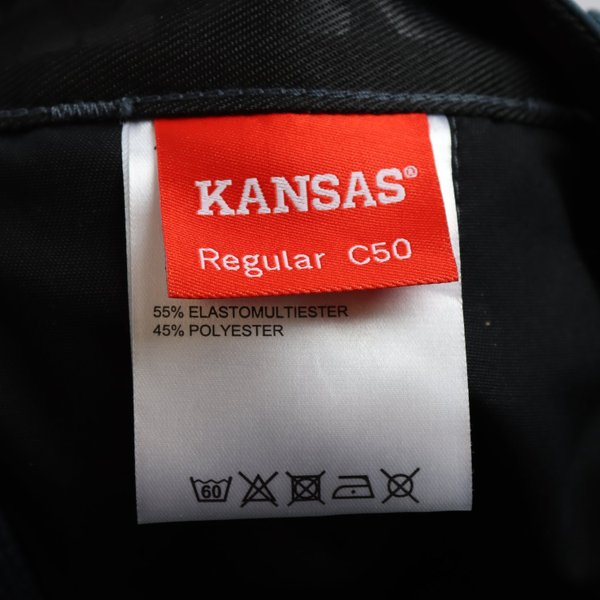 KANSAS®
Regular C50
55% ELASTOMULTIESTER
45% POLYESTER
60